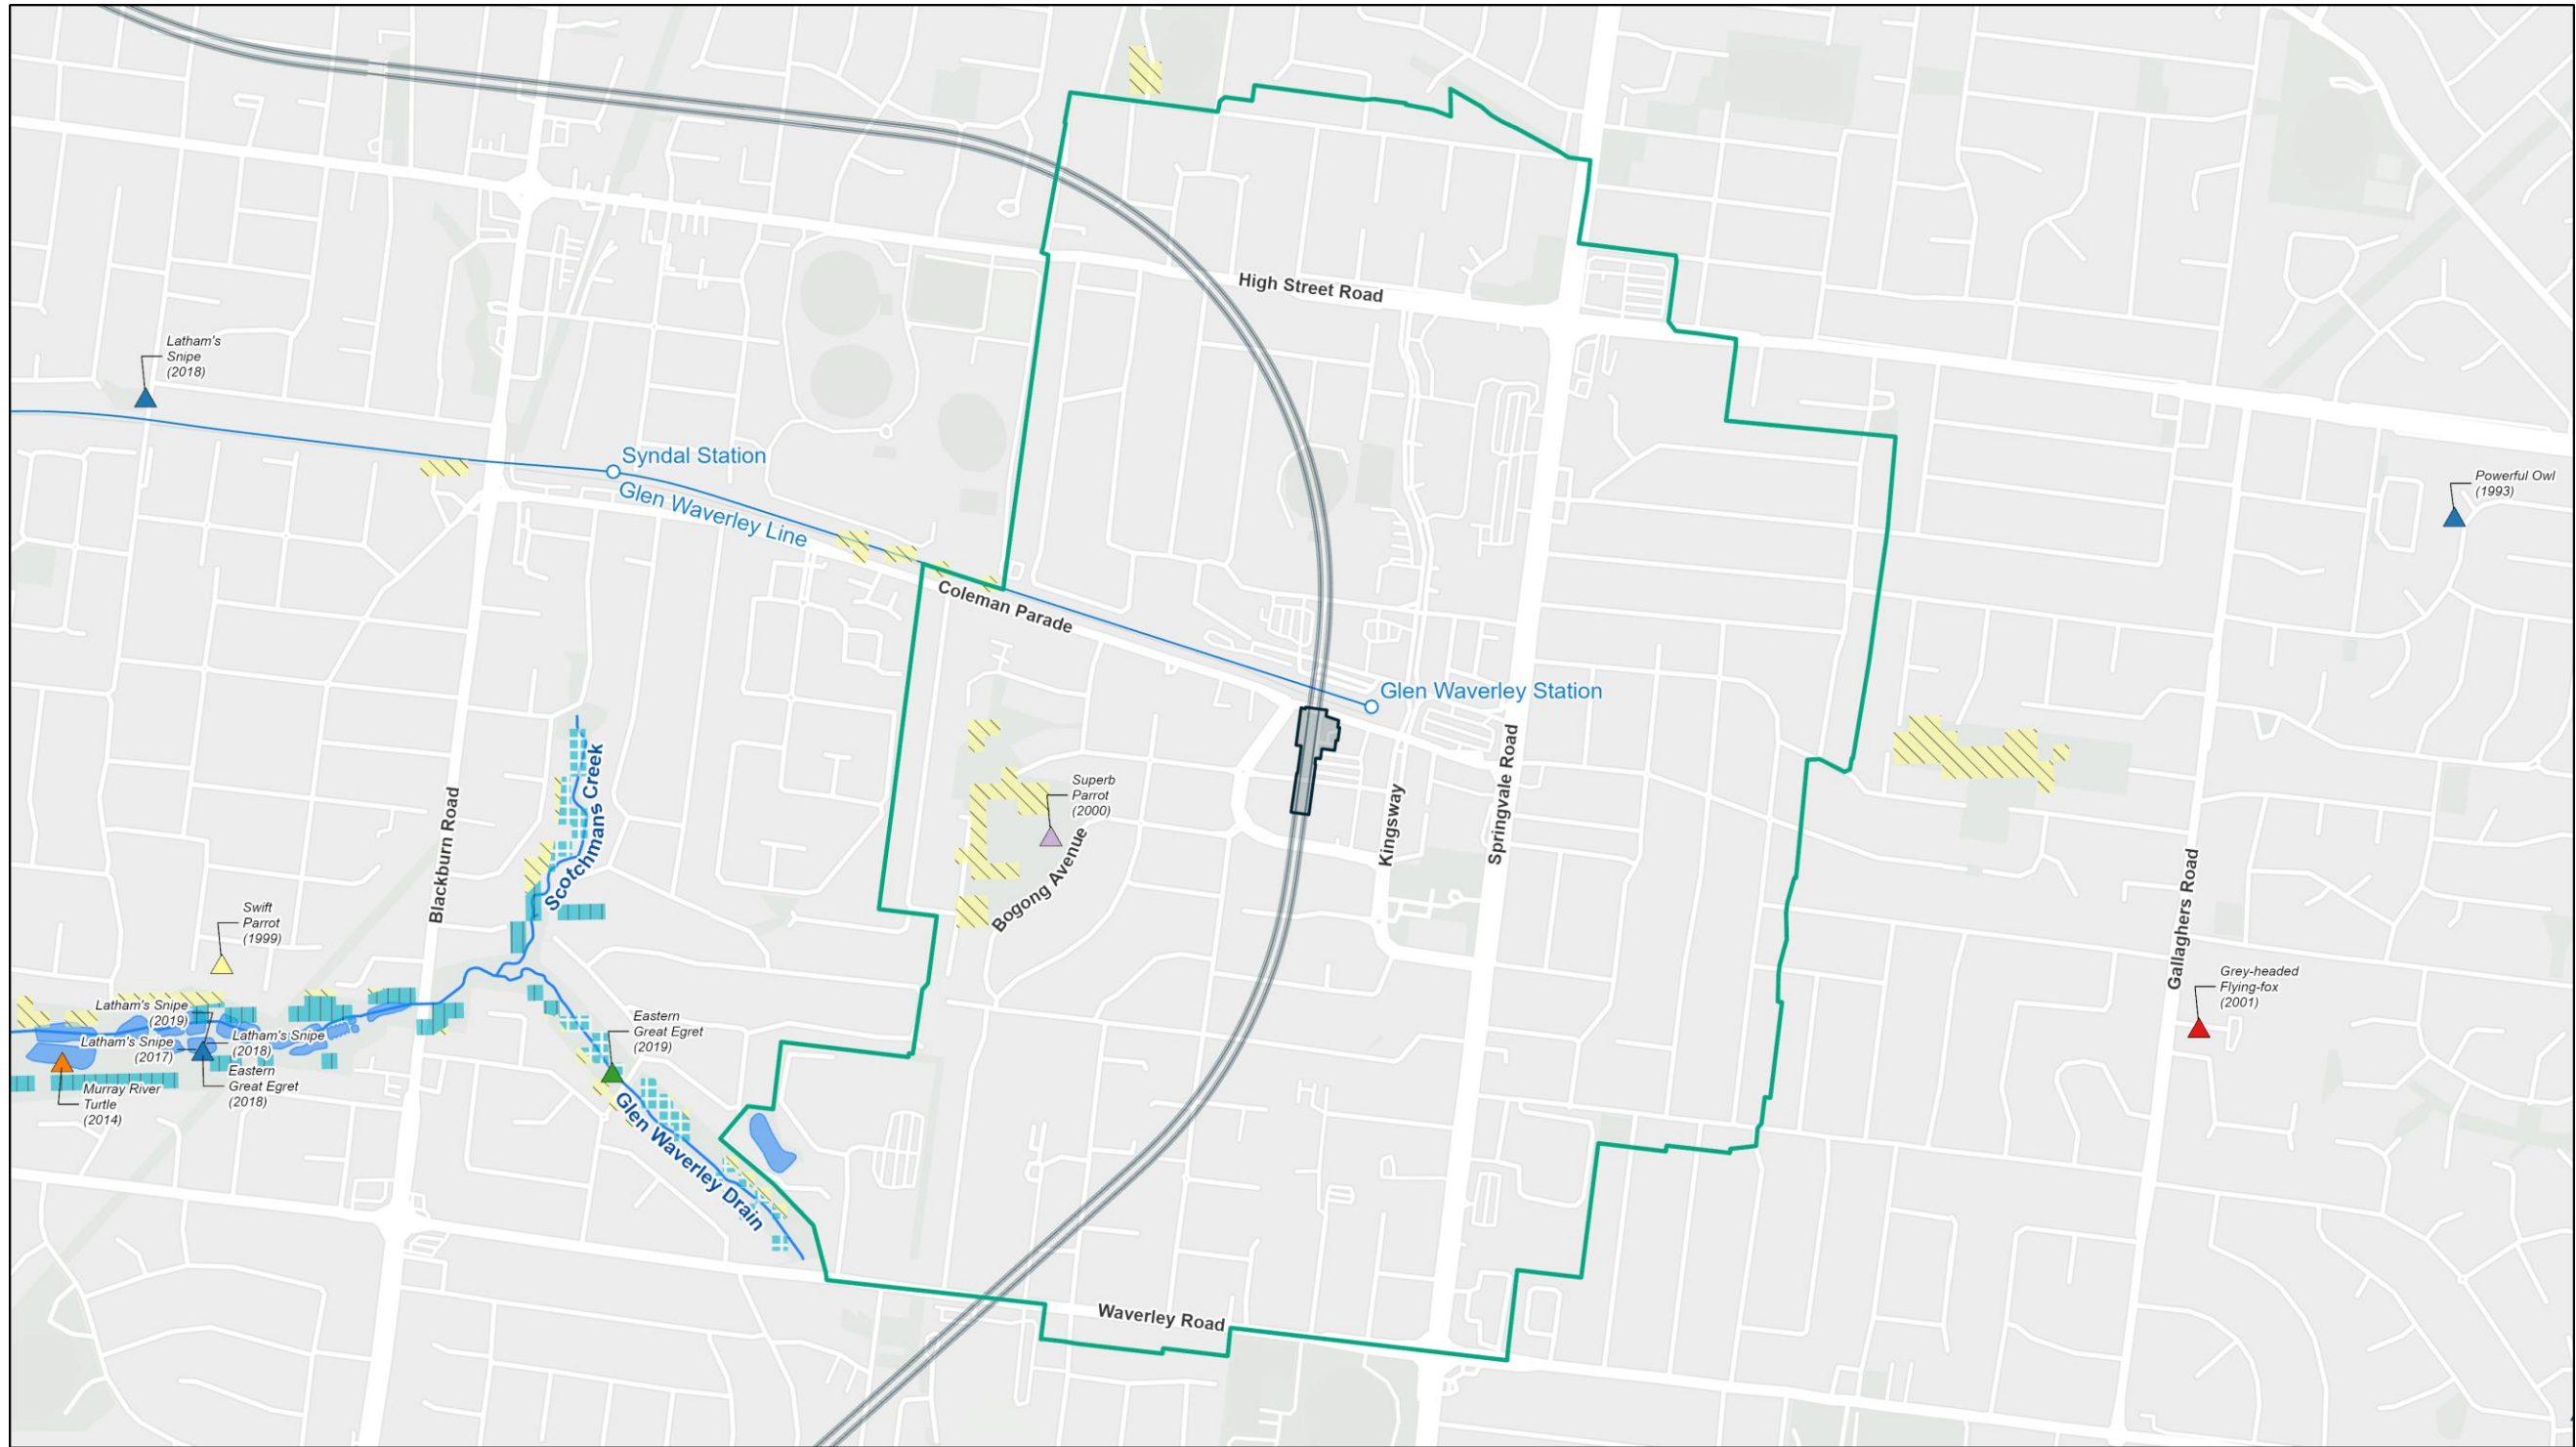 High Street Road
Latham's
Snipe
(2018)
Syndal Station
Glen Waverley Line
Powerful Owl
(1993)
Coleman Parade
Glen Waverley Station
Scotchmans Creek
Springvale Road
Superb
Parrot
(2000)
Blackburn Road
Kingsway
Bogong Avenue
Gallaghers Road
Swift
Parrot
(1999)
Grey-headed
Flying-fox
(2001)
Latham's Snipe
(2019)
Latham's Snipe
(2018)
Latham's Snipe
(2017)
Eastern
Great Egret
(2019)
Eastern
Great Egret
(2018)
Murray River
Turtle
(2014)
Glen Waverley Drain
Waverley Road